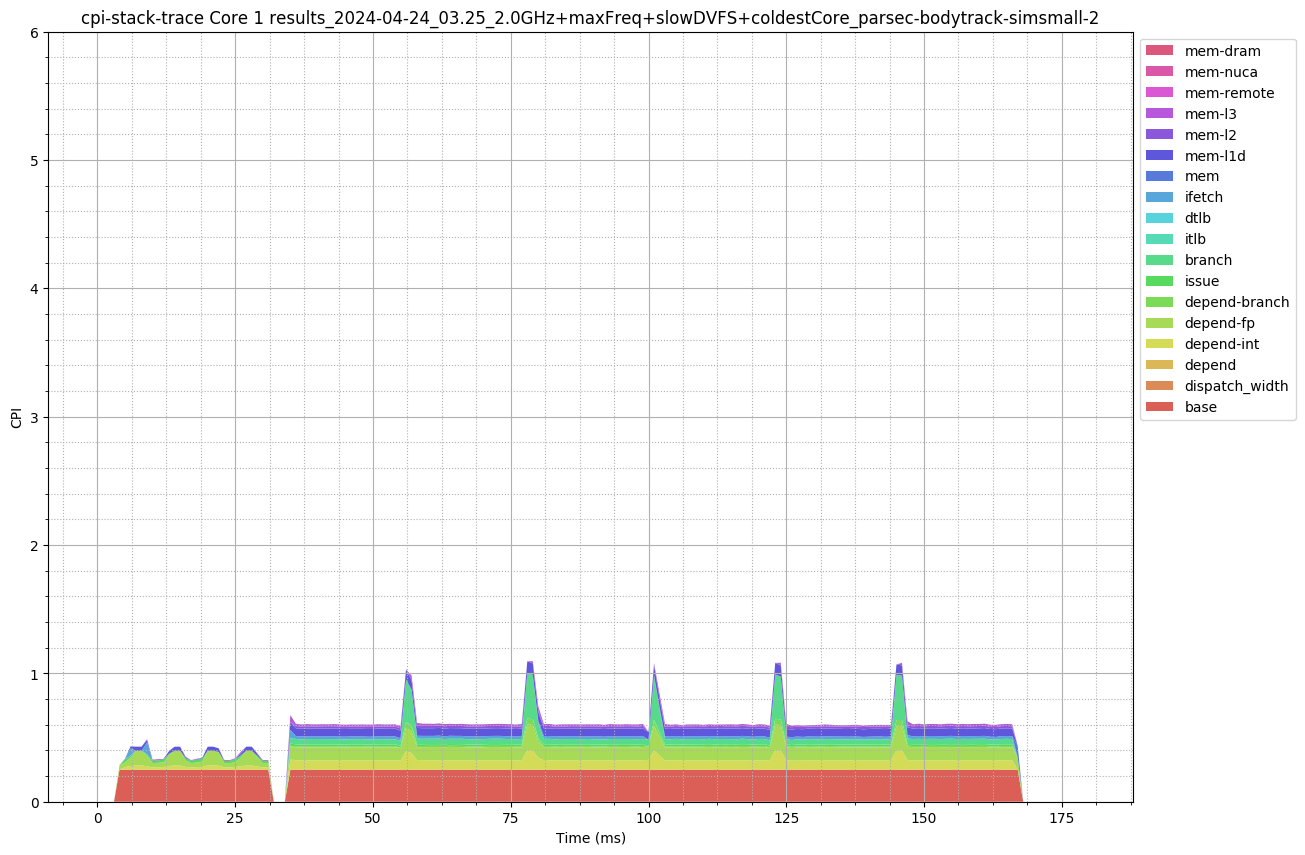 cpi-stack-trace Core 1 results_2024-04-24_03.25_2.0GHz+maxFreq+slowDVFS+coldestCore_parsec-bodytrack-simsmall-2
6
5
4
3
2
1
0
CPI
0 25 50 75 100 125 150 175
Time (ms)
mem-dram
mem-nuca
mem-remote
mem-l3
mem-l2
mem-l1d
mem
ifetch
dtlb
itlb
branch
issue
depend-branch
depend-fp
depend-int
depend
dispatch_width
base